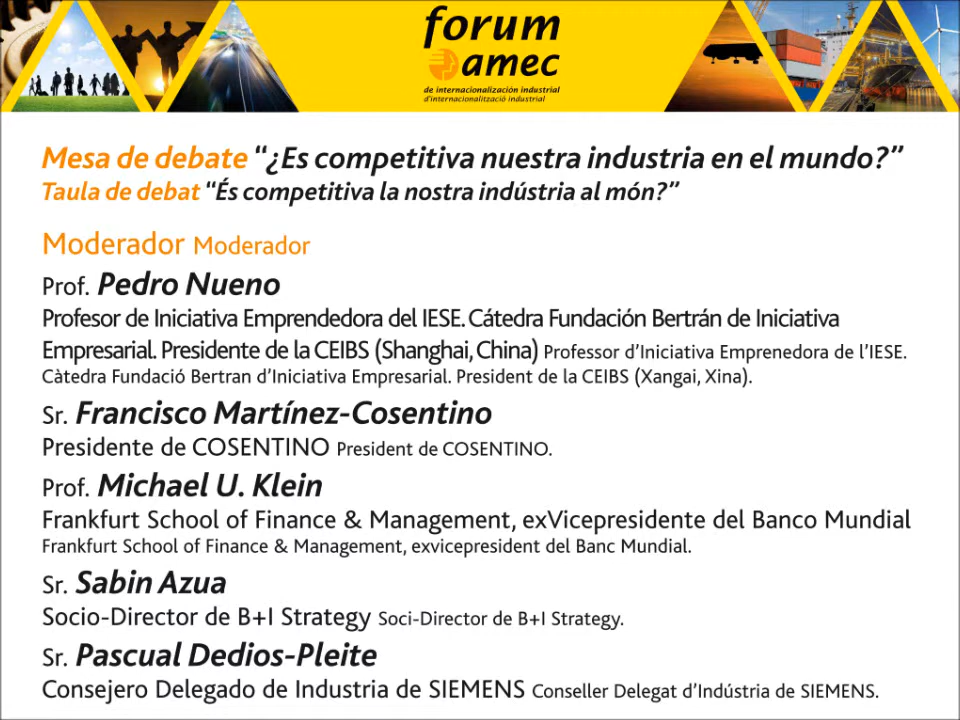 forum
amec
de internacionalización industrial
d'internacionalització industrial
Mesa de debate “¿Es competitiva nuestra industria en el mundo?”
Taula de debat “És competitiva la nostra indústria al món?”
Moderador Moderador
Prof. Pedro Nueno
Profesor de Iniciativa Emprendedora del IESE. Cátedra Fundación Bertrán de Iniciativa
Empresarial. Presidente de la CEIBS (Shanghai, China) Professor d’Iniciativa Emprenedora de l’IESE.
Càtedra Fundació Bertran d’Iniciativa Empresarial. President de la CEIBS (Xangai, Xina).
Sr. Francisco Martínez-Cosentino
Presidente de COSENTINO President de COSENTINO.
Prof. Michael U. Klein
Frankfurt School of Finance & Management, exVicepresidente del Banco Mundial
Frankfurt School of Finance & Management, exvicepresident del Banc Mundial.
Sr. Sabin Azua
Socio-Director de B+I Strategy Soci-Director de B+I Strategy.
Sr. Pascual Dedios-Pleite
Consejero Delegado de Industria de SIEMENS Conseller Delegat d’Indústria de SIEMENS.